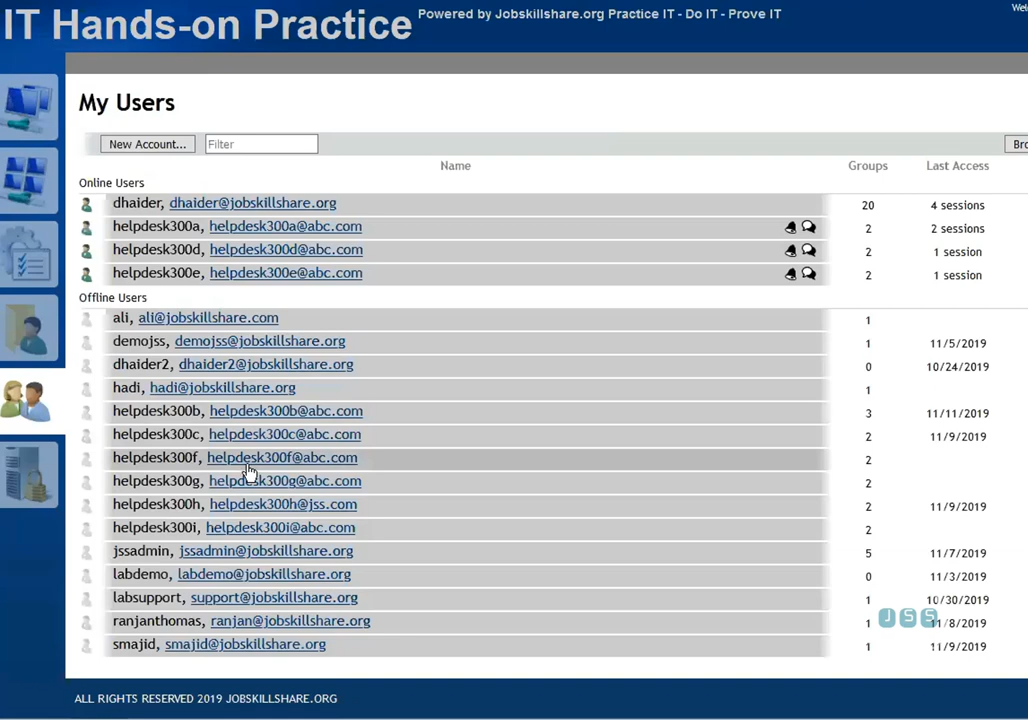 IT Hands-on Practice Powered by Jobskillshare.org Practice IT - Do IT - Prove IT
My Users
New Account... Filter
Name Groups Last Access
Online Users
dhaider, dhaider@jobskillshare.org 20 4 sessions
helpdesk300a, helpdesk300a@abc.com 2 2 sessions
helpdesk300d, helpdesk300d@abc.com 2 1 session
helpdesk300e, helpdesk300e@abc.com 2 1 session
Offline Users
ali, ali@jobskillshare.com 1
demojss, demojss@jobskillshare.org 1 11/5/2019
dhaider2, dhaider2@jobskillshare.org 0 10/24/2019
hadi, hadi@jobskillshare.org 1
helpdesk300b, helpdesk300b@abc.com 3 11/11/2019
helpdesk300c, helpdesk300c@abc.com 2 11/9/2019
helpdesk300f, helpdesk300f@abc.com 2
helpdesk300g, helpdesk300g@abc.com 2
helpdesk300h, helpdesk300h@jss.com 2 11/9/2019
helpdesk300i, helpdesk300i@abc.com 2
jssadmin, jssadmin@jobskillshare.org 5 11/7/2019
labdemo, labdemo@jobskillshare.org 0 11/3/2019
labsupport, support@jobskillshare.org 1 10/30/2019
ranjanthomas, ranjan@jobskillshare.org 1 JSS 11/8/2019
smajid, smajid@jobskillshare.org 1 11/9/2019
ALL RIGHTS RESERVED 2019 JOBSKILLSHARE.ORG